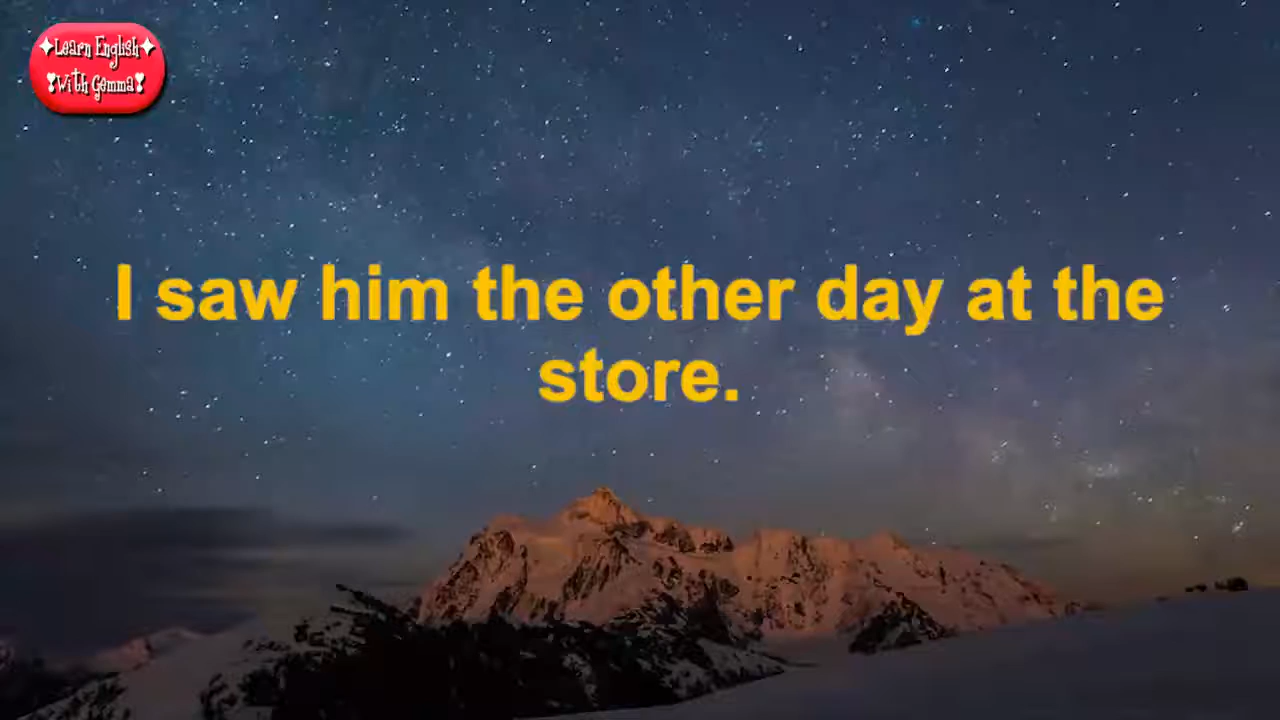 ✦Learn English✦
❣With Gemma❣
I saw him the other day at the
store.